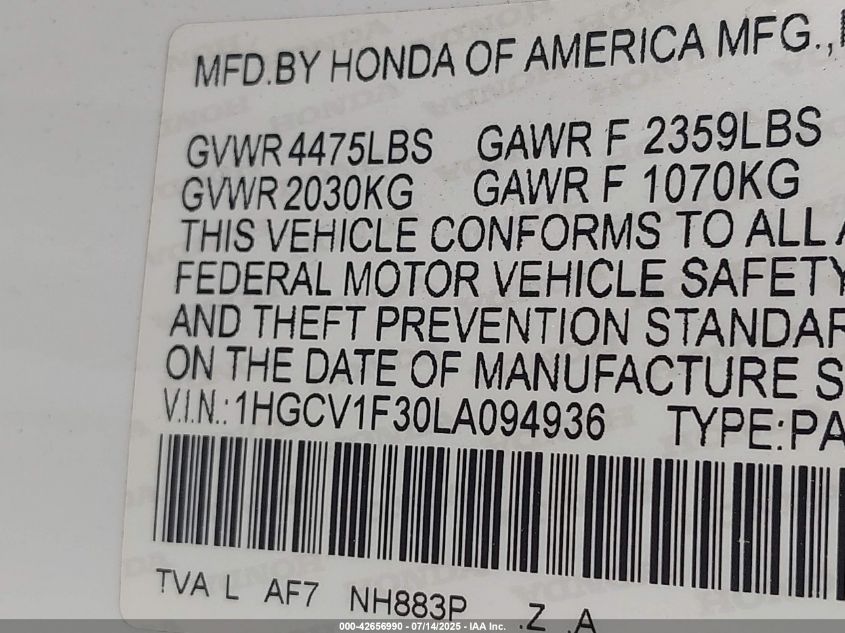 MFD.BY HONDA OF AMERICA MFG.,
GVWR 4475LBS GAWR F 2359LBS
GVWR 2030KG GAWR F 1070KG
THIS VEHICLE CONFORMS TO ALL
FEDERAL MOTOR VEHICLE SAFETY
AND THEFT PREVENTION STANDAR
ON THE DATE OF MANUFACTURE S
V.I.N.: 1HGCV1F30LA094936 TYPE:PA
TVA L AF7 NH883P .Z .A
000-42656990 - 07/14/2025 - IAA Inc.